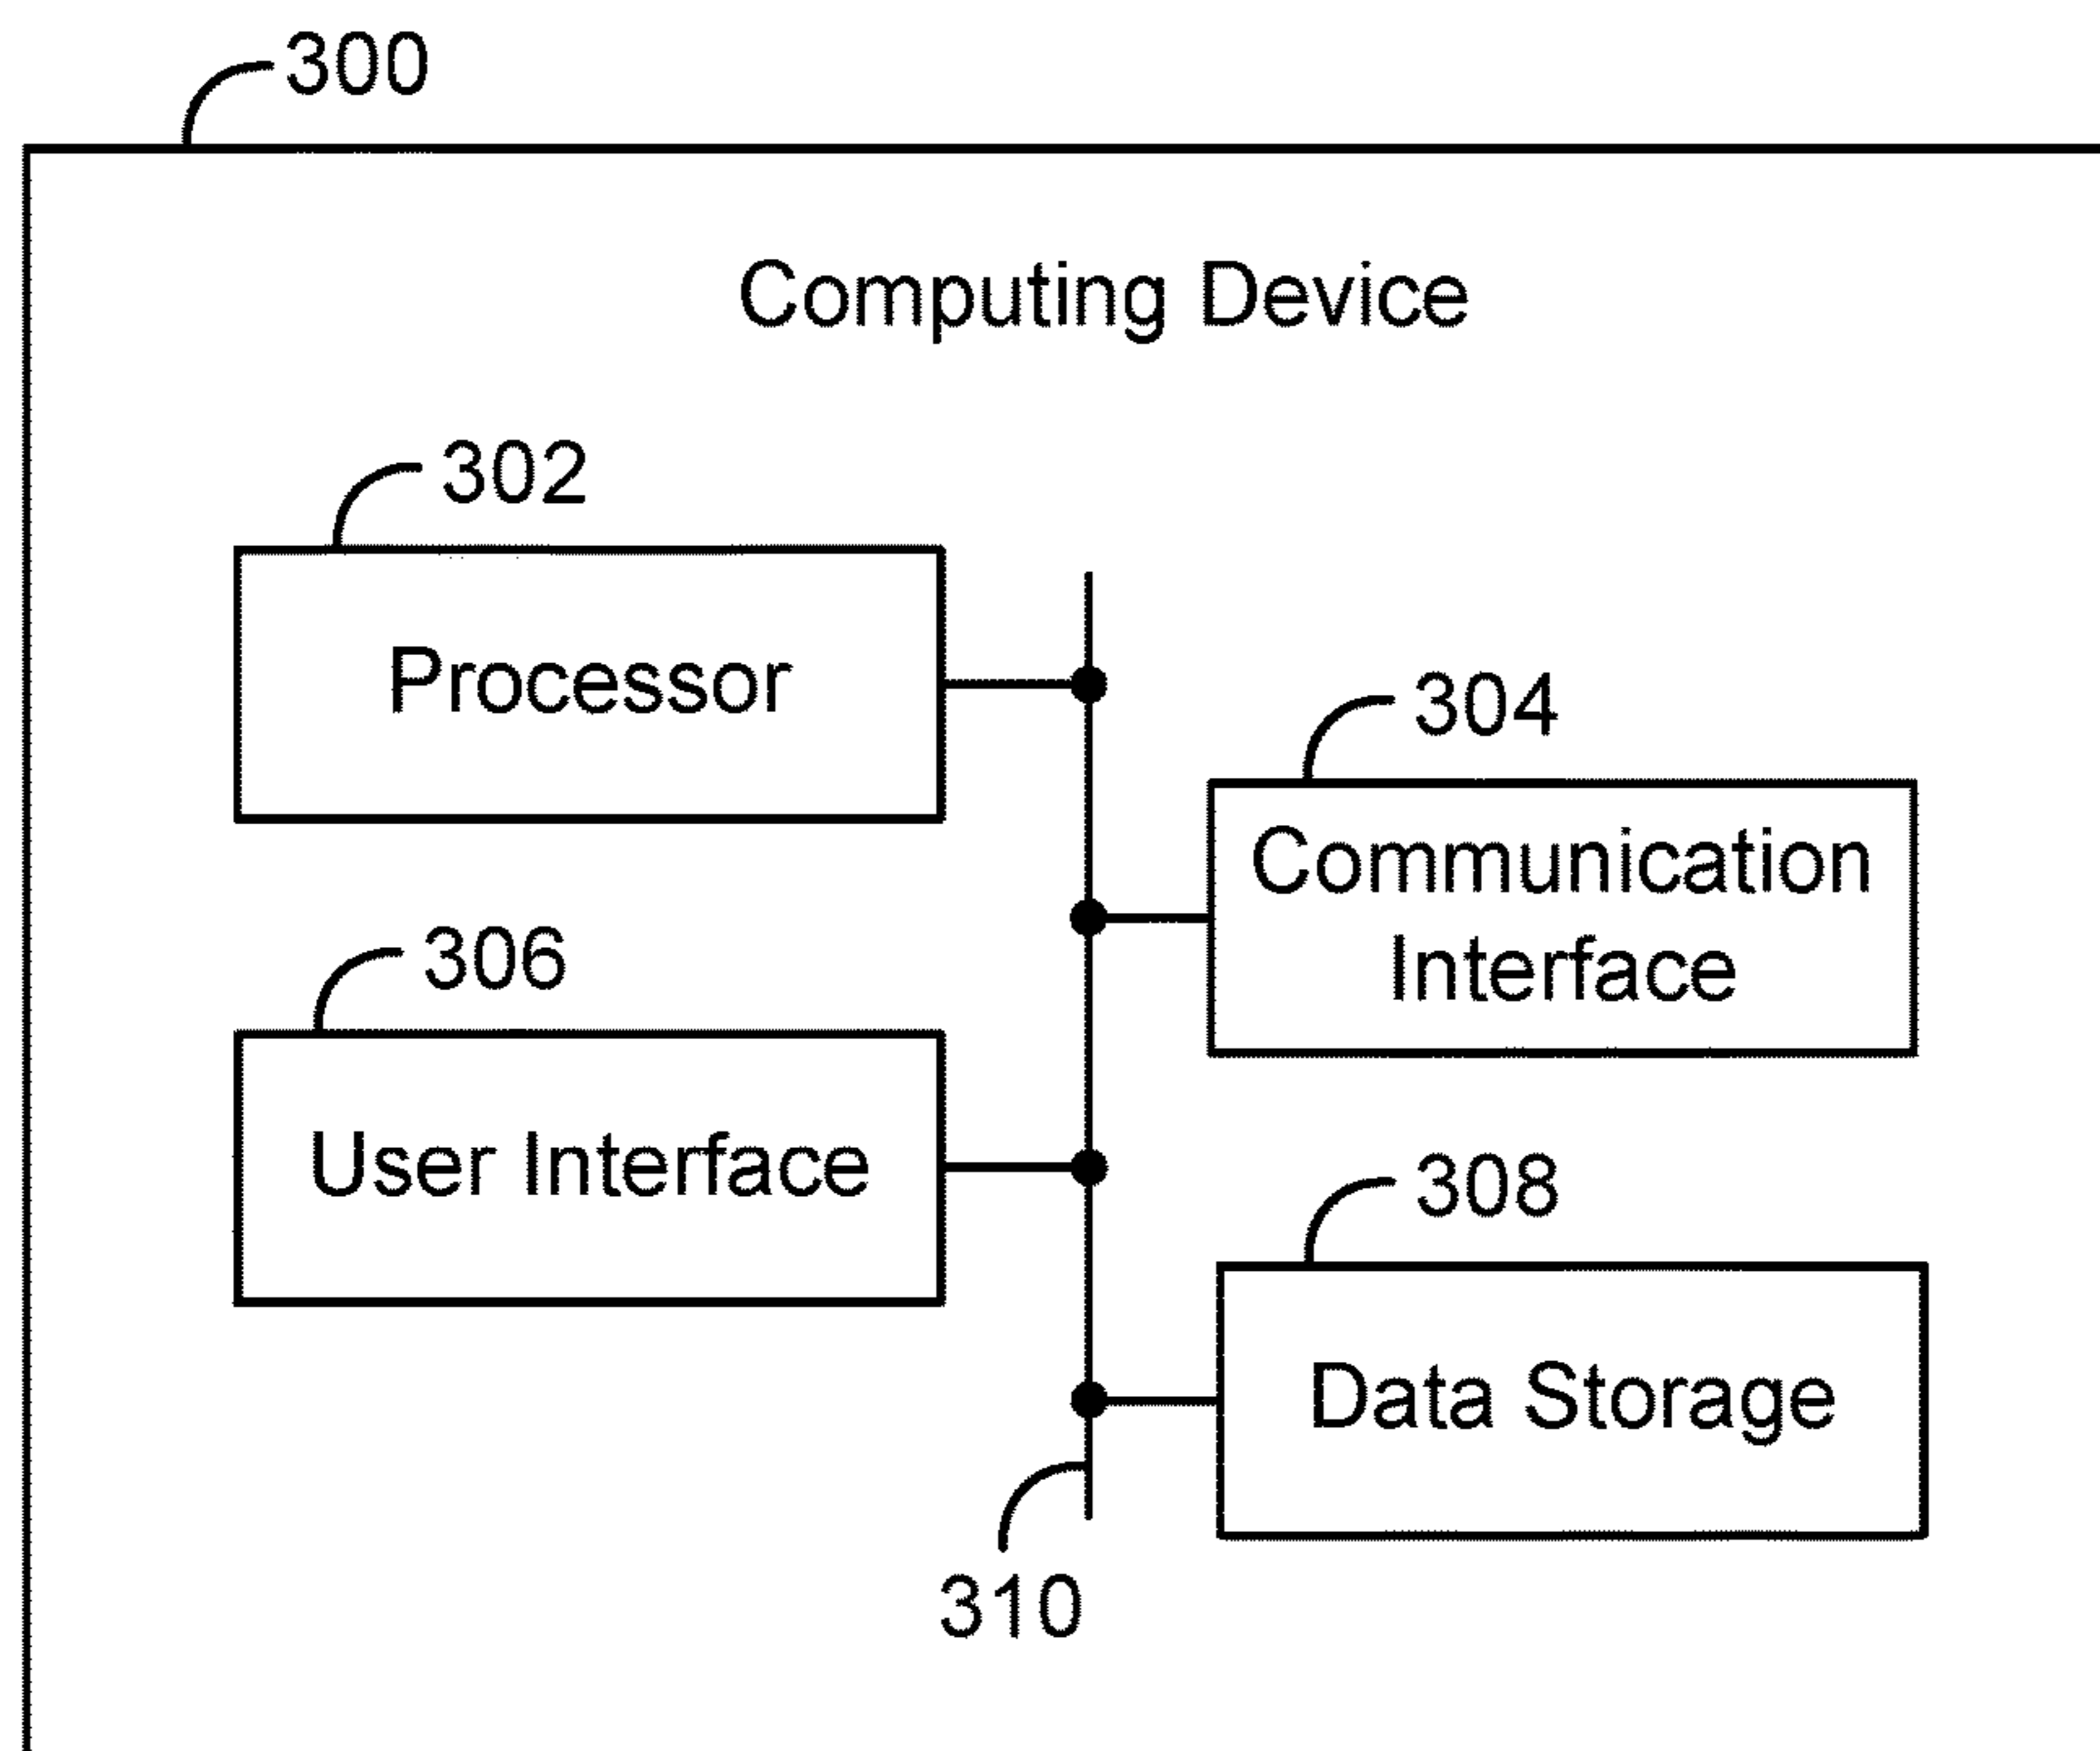 300
Computing Device
302
Processor
304
Communication
Interface
306
User Interface
308
Data Storage
310